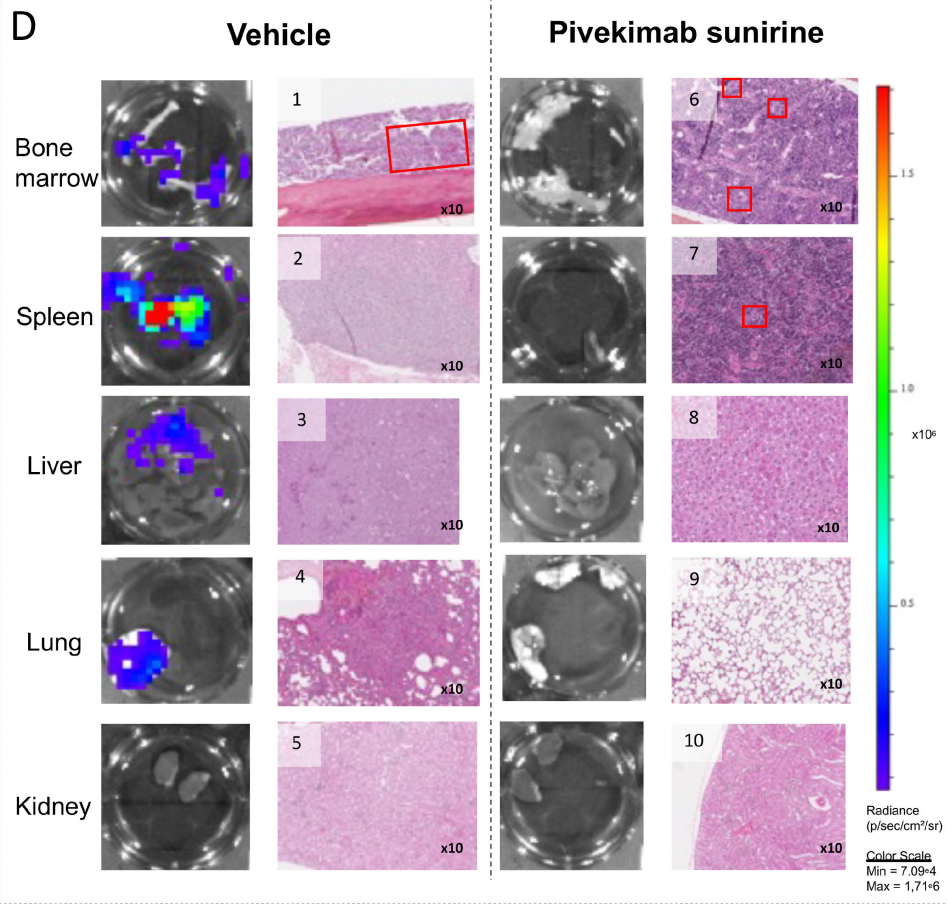 D
Vehicle
Pivekimab sunirine
Bone
marrow
1
x10
6
x10
Spleen
2
x10
7
x10
Liver
3
x10
8
x10
Lung
4
x10
9
x10
Kidney
5
x10
10
x10
1.5
1.0
x10⁶
0.5
Radiance
(p/sec/cm²/sr)
Color Scale
Min = 7.09e4
Max = 1,71e6